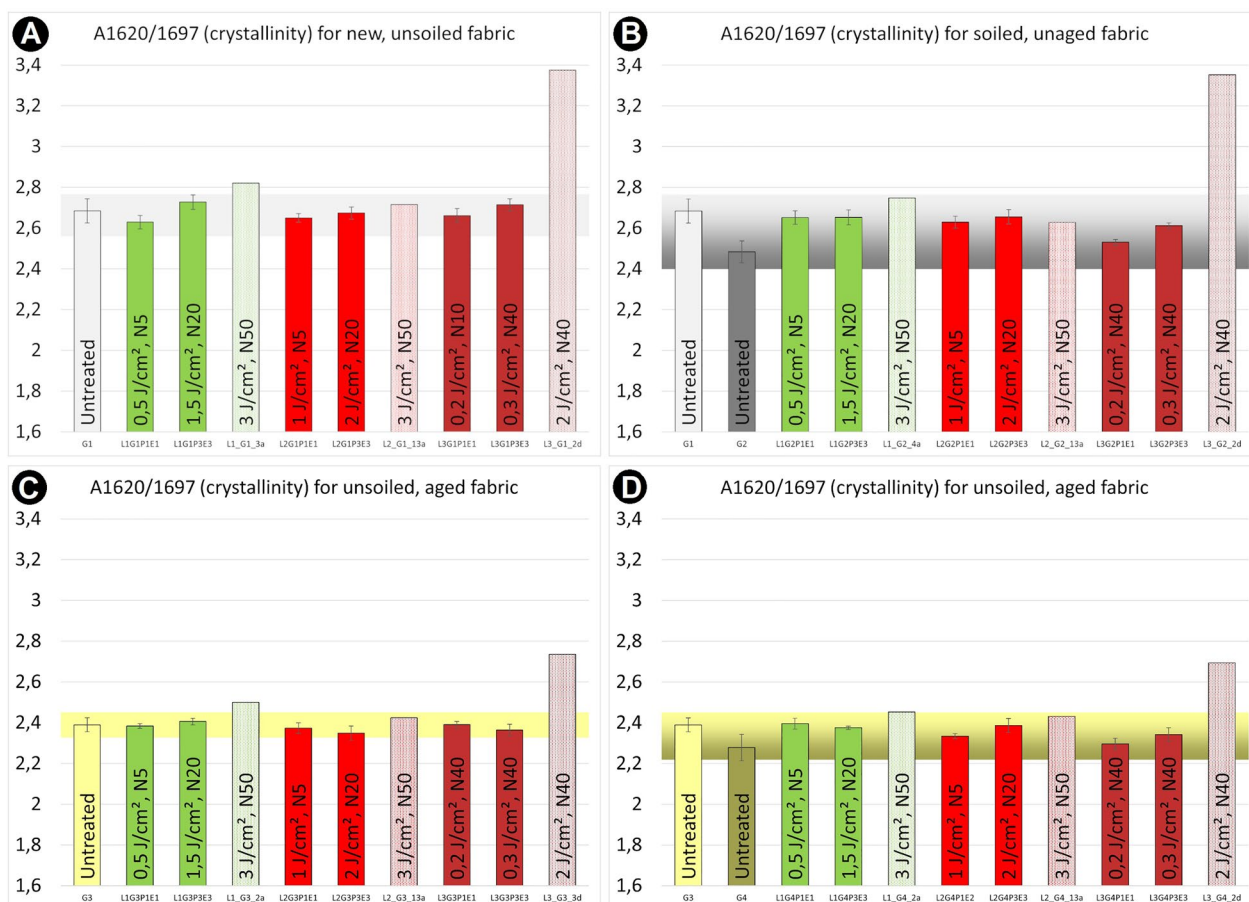 A
A1620/1697 (crystallinity) for new, unsoiled fabric
3,4
3,2
3
2,8
2,6
2,4
2,2
2
1,8
1,6
Untreated
0,5 J/cm², N5
1,5 J/cm², N20
3 J/cm², N50
1 J/cm², N5
2 J/cm², N20
3 J/cm², N50
0,2 J/cm², N10
0,3 J/cm², N40
2 J/cm², N40
G1
L1G1P1E1
L1G1P3E3
L1_G1_3a
L2G1P1E1
L2G1P3E3
L2_G1_13a
L3G1P1E1
L3G1P3E3
L3_G1_2d
B
A1620/1697 (crystallinity) for soiled, unaged fabric
3,4
3,2
3
2,8
2,6
2,4
2,2
2
1,8
1,6
Untreated
Untreated
0,5 J/cm², N5
1,5 J/cm², N20
3 J/cm², N50
1 J/cm², N5
2 J/cm², N20
3 J/cm², N50
0,2 J/cm², N40
0,3 J/cm², N40
2 J/cm², N40
G1
G2
L1G2P1E1
L1G2P3E3
L1_G2_4a
L2G2P1E1
L2G2P3E3
L2_G2_13a
L3G2P1E1
L3G2P3E3
L3_G2_2d
C
A1620/1697 (crystallinity) for unsoiled, aged fabric
3,4
3,2
3
2,8
2,6
2,4
2,2
2
1,8
1,6
Untreated
0,5 J/cm², N5
1,5 J/cm², N20
3 J/cm², N50
1 J/cm², N5
2 J/cm², N20
3 J/cm², N50
0,2 J/cm², N40
0,3 J/cm², N40
2 J/cm², N40
G3
L1G3P1E1
L1G3P3E3
L1_G3_2a
L2G3P1E1
L2G3P3E3
L2_G3_13a
L3G3P1E1
L3G3P3E3
L3_G3_3d
D
A1620/1697 (crystallinity) for unsoiled, aged fabric
3,4
3,2
3
2,8
2,6
2,4
2,2
2
1,8
1,6
Untreated
Untreated
0,5 J/cm², N5
1,5 J/cm², N20
3 J/cm², N50
1 J/cm², N5
2 J/cm², N20
3 J/cm², N50
0,2 J/cm², N40
0,3 J/cm², N40
2 J/cm², N40
G3
G4
L1G4P1E1
L1G4P3E3
L1_G4_2a
L2G4P1E2
L2G4P3E3
L2_G4_13a
L3G4P1E1
L3G4P3E3
L3_G4_2d